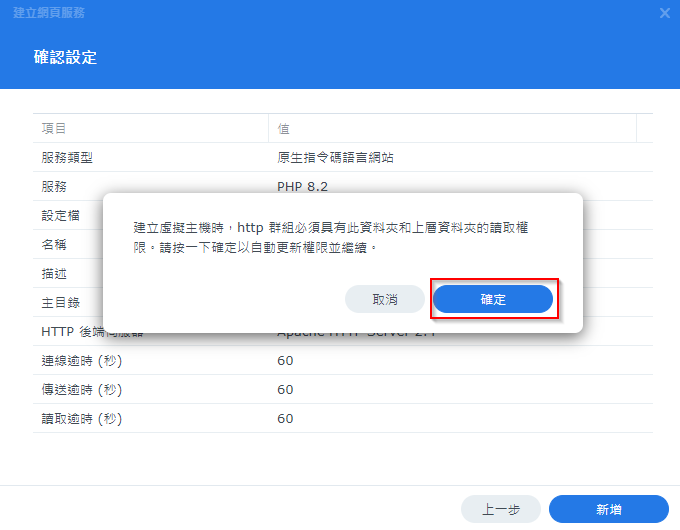 建立網頁服務
確認設定
項目 值
服務類型 原生指令碼語言網站
服務 PHP 8.2
設定檔
名稱
描述
主目錄
建立虛擬主機時，http 群組必須具有此資料夾和上層資料夾的讀取權
限。請按一下確定以自動更新權限並繼續。
取消 確定
HTTP 後端伺服器 Apache HTTP Server 2.4
連線逾時 (秒) 60
傳送逾時 (秒) 60
讀取逾時 (秒) 60
上一步 新增